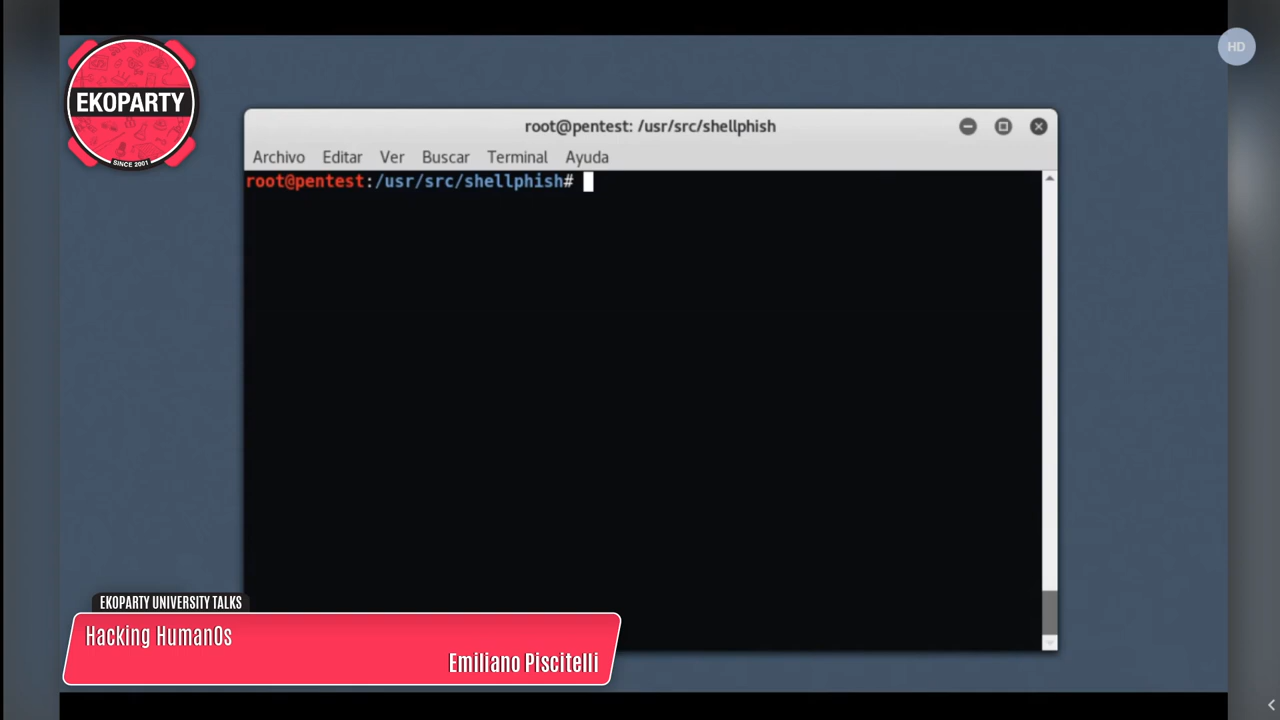 HD
EKOPARTY
SINCE 2001
root@pentest: /usr/src/shellphish
Archivo Editar Ver Buscar Terminal Ayuda
root@pentest:/usr/src/shellphish#
EKOPARTY UNIVERSITY TALKS
Hacking HumanOs
Emiliano Piscitelli